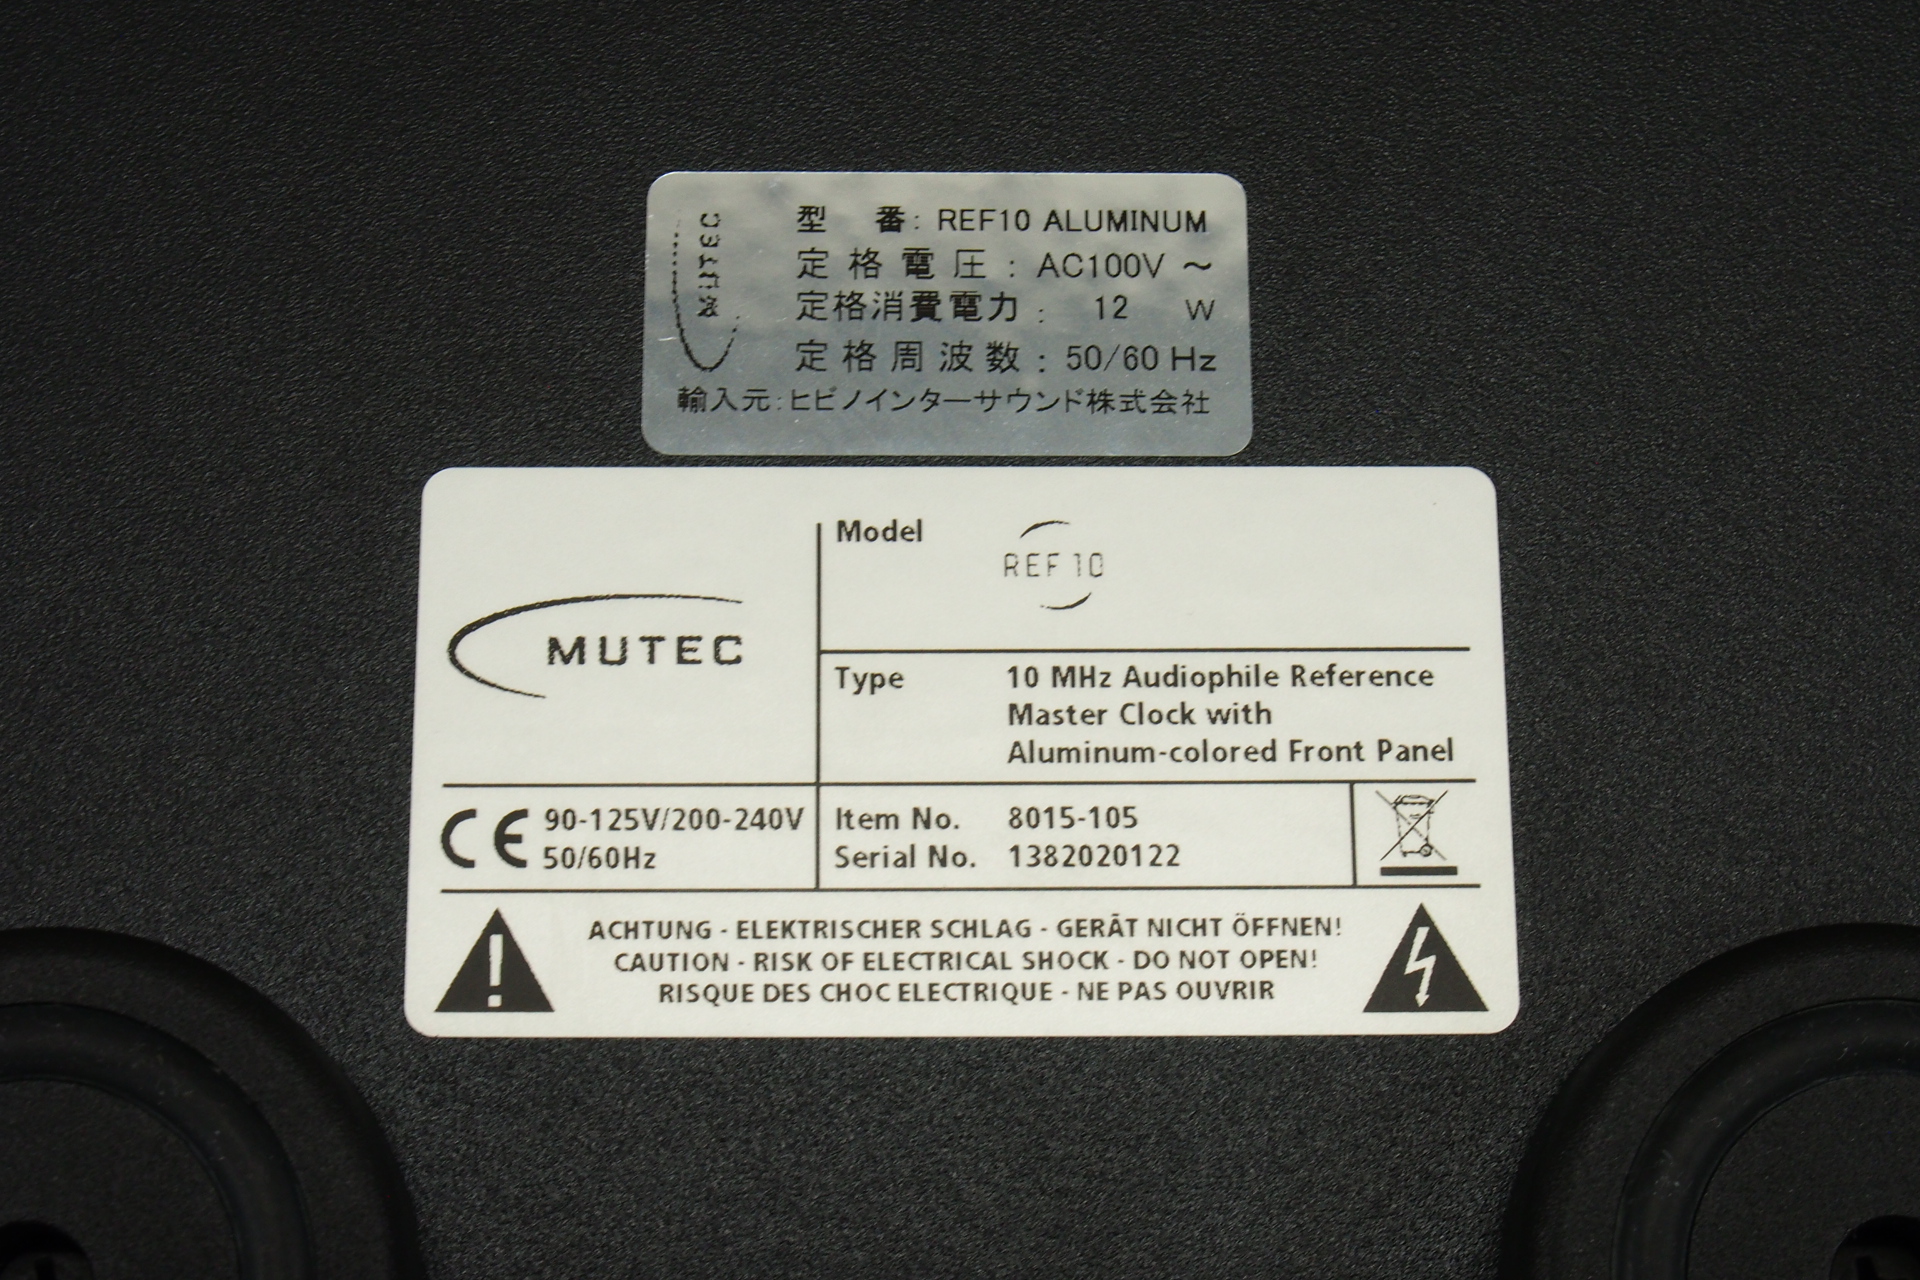 MUTEC
型 番: REF10 ALUMINUM
定格電圧: AC100V ～
定格消費電力: 12 W
定格周波数: 50/60 Hz
輸入元:ヒビノインターサウンド株式会社
MUTEC
Model REF 10
Type 10 MHz Audiophile Reference
Master Clock with
Aluminum-colored Front Panel
CE 90-125V/200-240V
50/60Hz
Item No. 8015-105
Serial No. 1382020122
ACHTUNG - ELEKTRISCHER SCHLAG - GERÄT NICHT ÖFFNEN!
CAUTION - RISK OF ELECTRICAL SHOCK - DO NOT OPEN!
RISQUE DES CHOC ELECTRIQUE - NE PAS OUVRIR